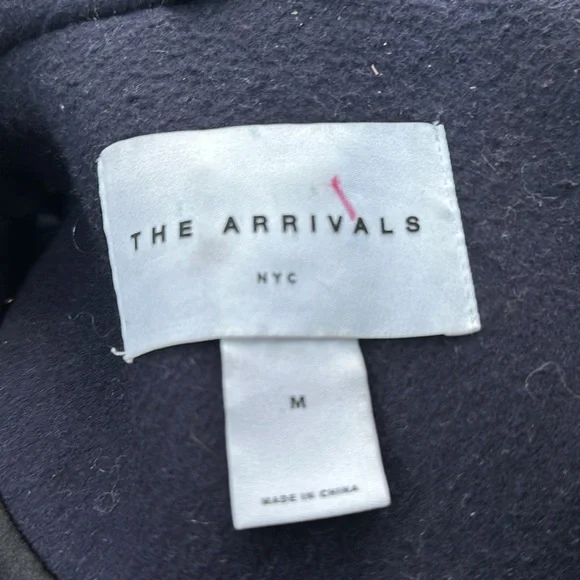 THE ARRIVALS
NYC
M
MADE IN CHINA